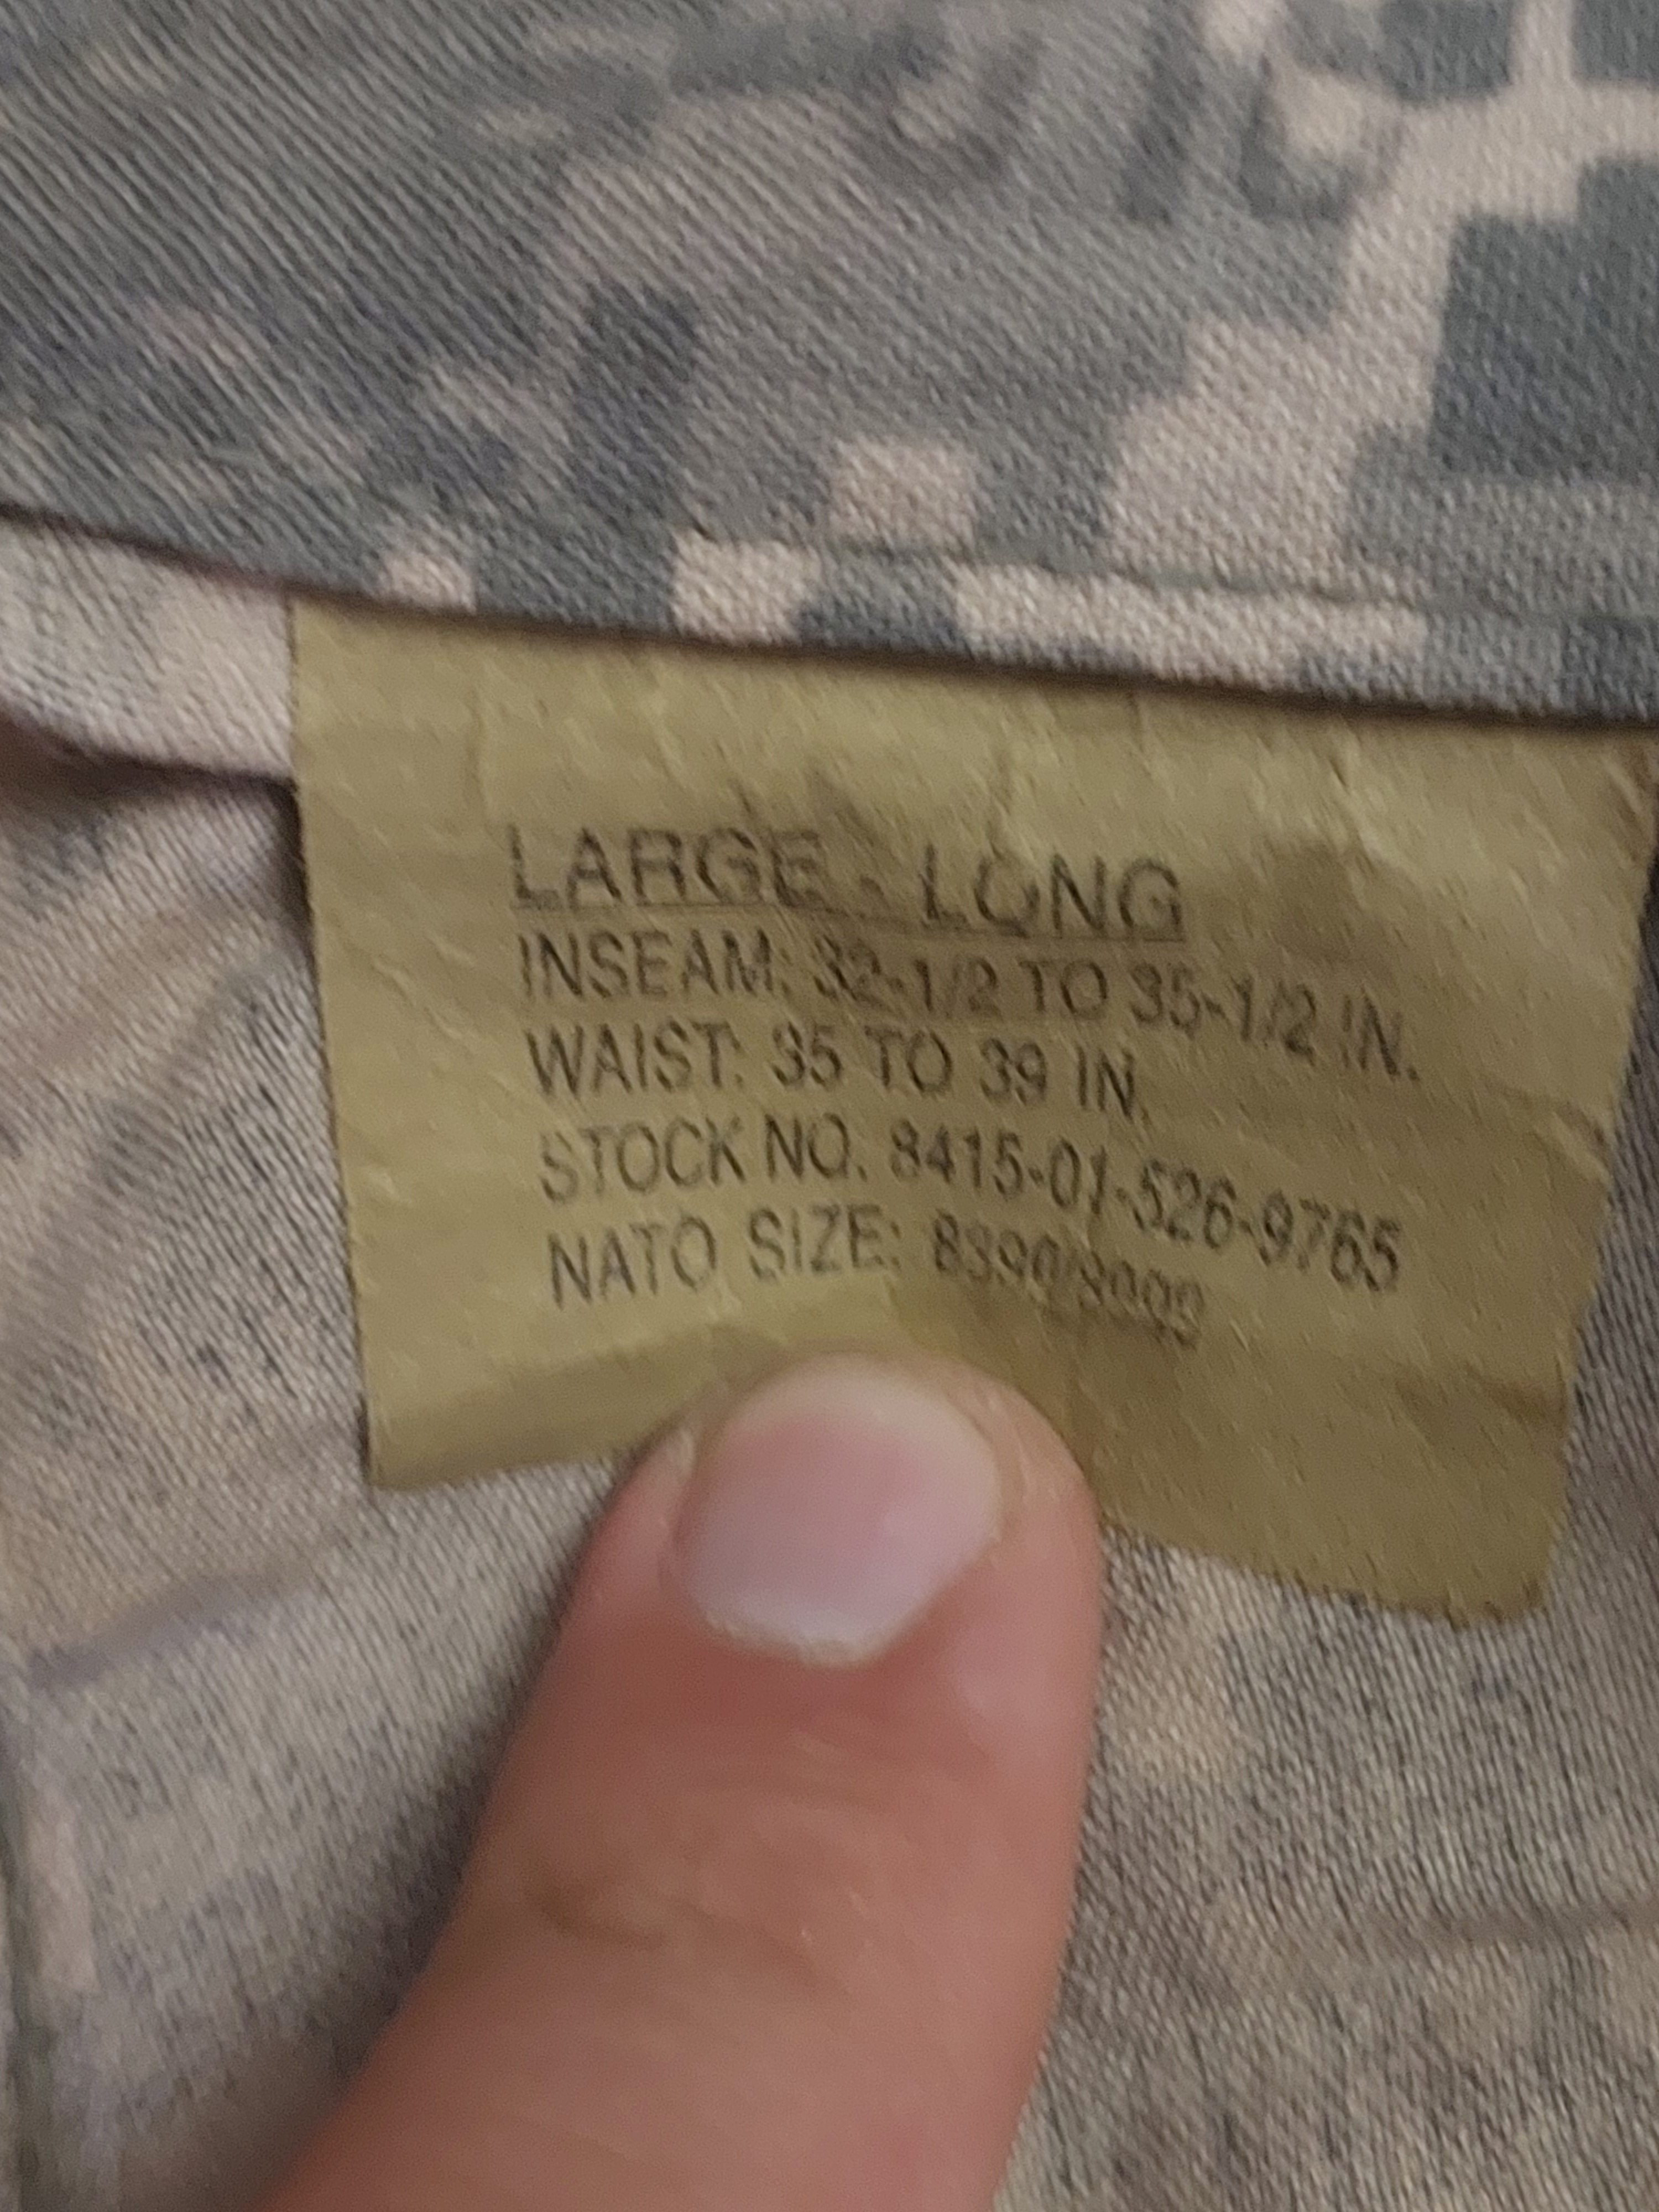 LARGE - LONG
INSEAM: 32-1/2 TO 35-1/2 IN.
WAIST: 35 TO 39 IN.
STOCK NO. 8415-01-526-9765
NATO SIZE: